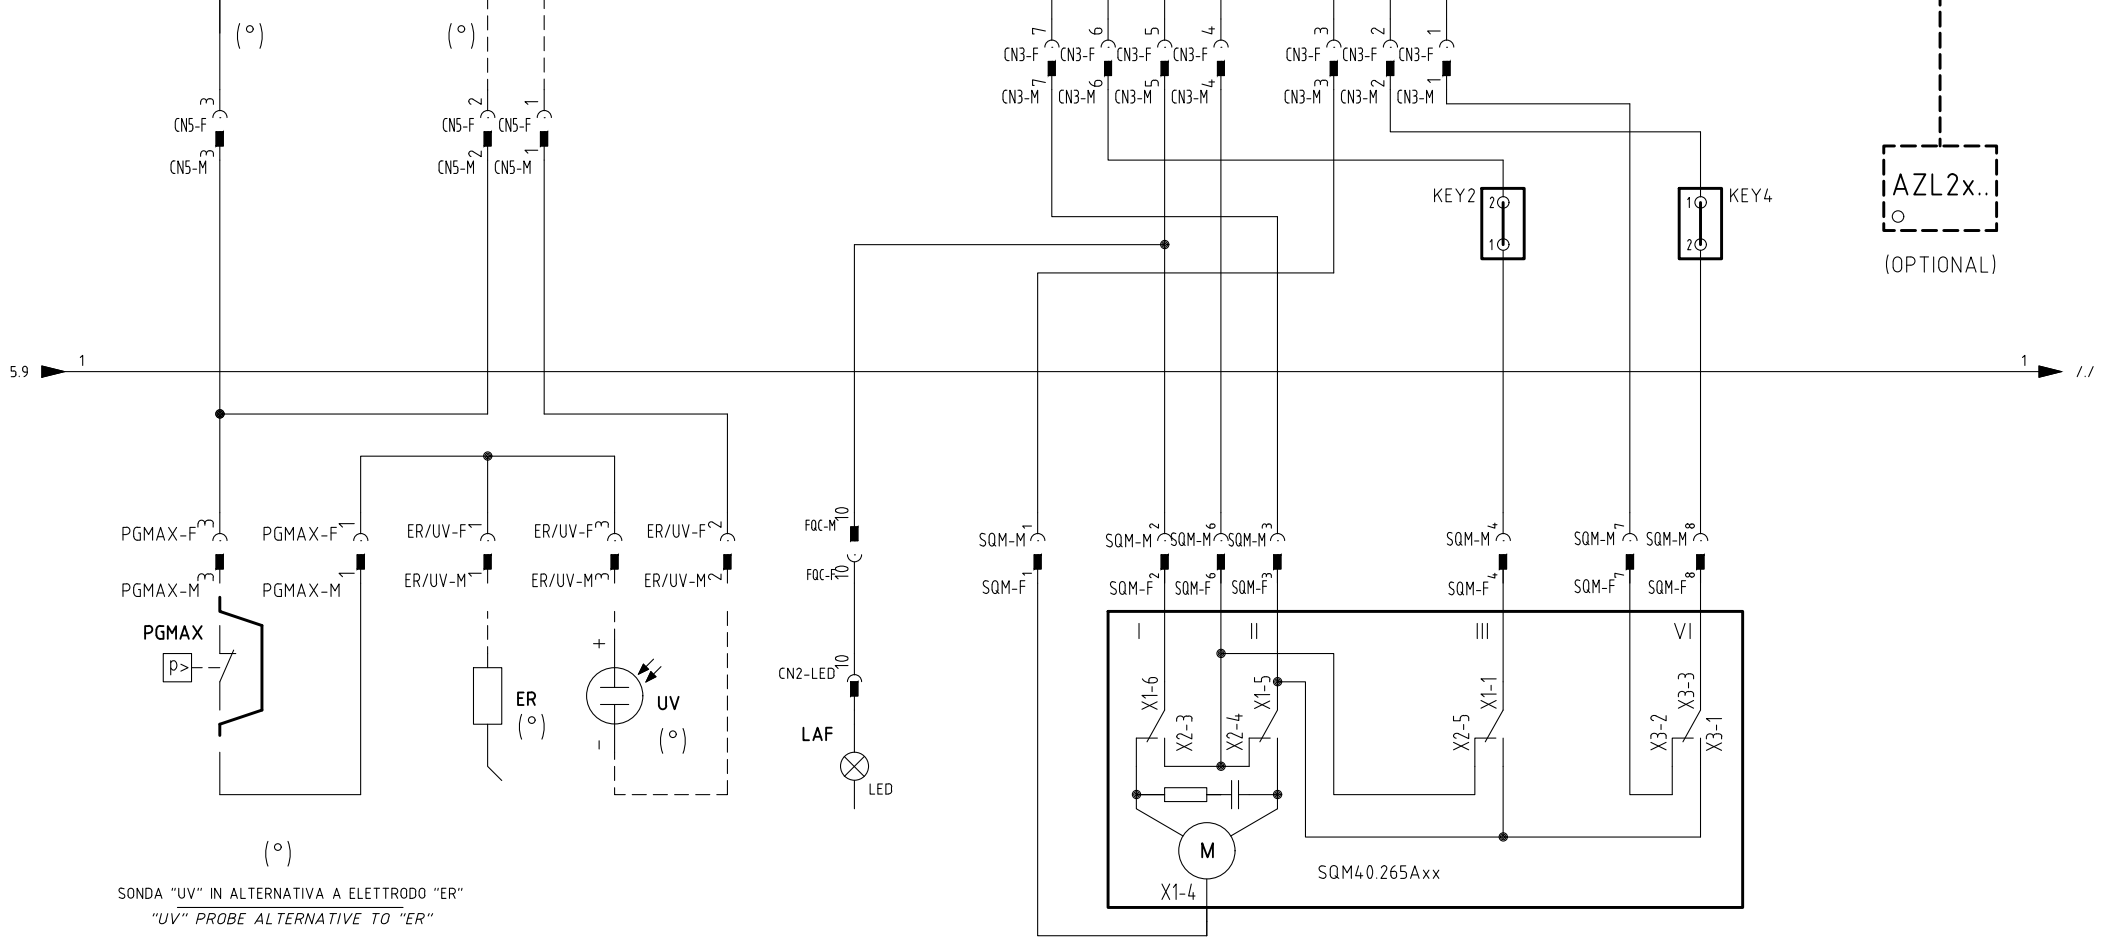 (°)
(°)
7 6 5 4 3 2 1
CN3-F CN3-F CN3-F CN3-F CN3-F CN3-F CN3-F
7 6 5 4 3 2 1
CN3-M CN3-M CN3-M CN3-M CN3-M CN3-M CN3-M
3 2 1
CN5-F CN5-F CN5-F
3 2 1
CN5-M CN5-M CN5-M
KEY2 2 1
1 2 KEY4
AZL2x..
(OPTIONAL)
5.9 1
1 /./
3 1 1 3 2
PGMAX-F PGMAX-F ER/UV-F ER/UV-F ER/UV-F
3 1 1 3 2
PGMAX-M PGMAX-M ER/UV-M ER/UV-M ER/UV-M
10
FQC-M
FQC-F
10
1 2 6 3 4 7 8
SQM-M SQM-M SQM-M SQM-M SQM-M SQM-M SQM-M
1 2 6 3 4 7 8
SQM-F SQM-F SQM-F SQM-F SQM-F SQM-F SQM-F
PGMAX
P>
+
-
ER
(°)
UV
(°)
CN2-LED 10
LAF
LED
I II III VI
X1-6 X1-5 X1-1 X3-3
X2-3 X2-4 X2-5 X3-2 X3-1
M
X1-4
SQM40.265Axx
(°)
SONDA "UV" IN ALTERNATIVA A ELETTRODO "ER"
"UV" PROBE ALTERNATIVE TO "ER"